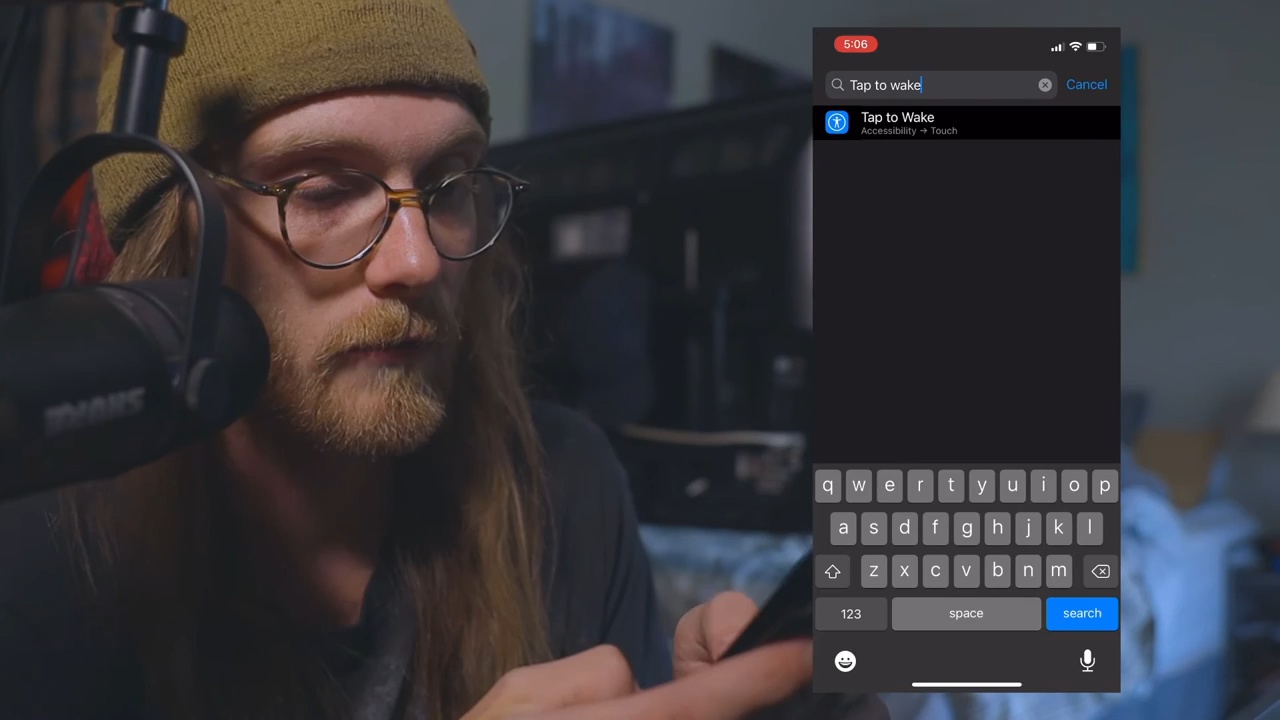 5:06
Tap to wake
Cancel
Tap to Wake
Accessibility → Touch
q w e r t y u i o p
a s d f g h j k l
z x c v b n m
123 space search